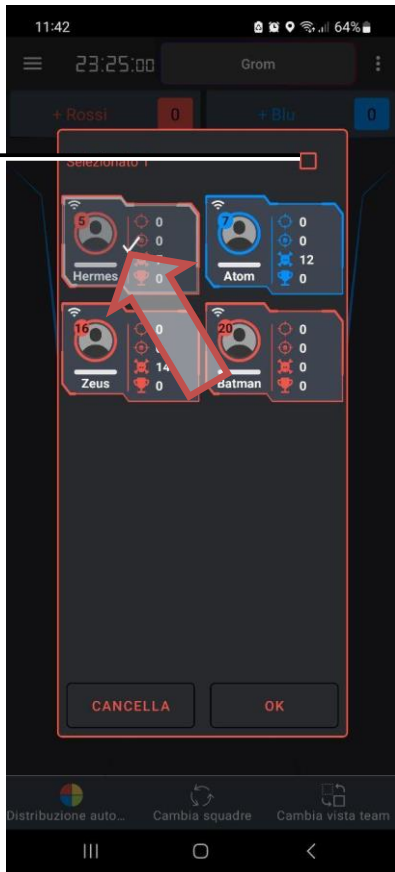 11:42 64%
23:25:00 Grom
+ Rossi 0 + Blu 0
Selezionato 1
5 0 7 0
0 0
12
Hermes 0 Atom 0
16 0 20 0
0
14 0
Zeus 0 Batman 0
CANCELLA OK
Distribuzione auto... Cambia squadre Cambia vista team